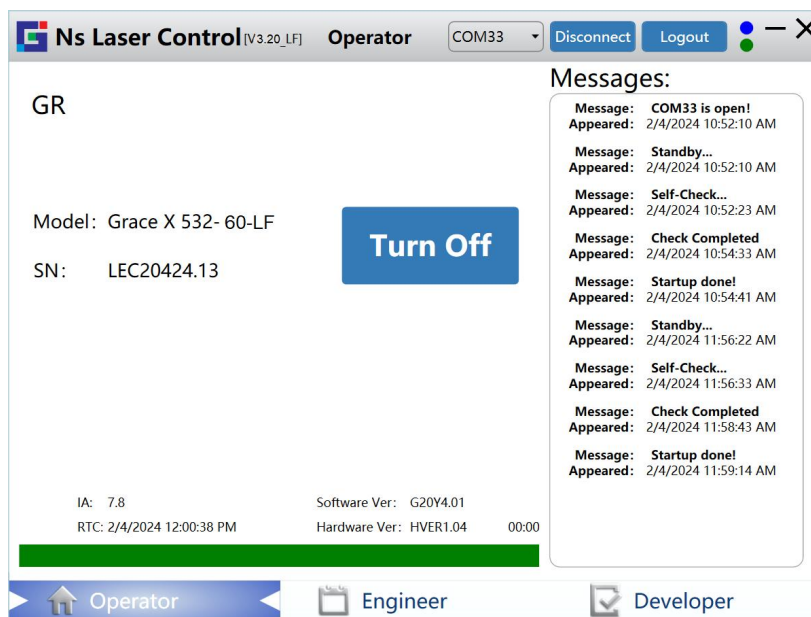 Ns Laser Control [V3.20_LF] Operator COM33 Disconnect Logout
GR
Model: Grace X 532- 60-LF
SN: LEC20424.13
Turn Off
IA: 7.8
Software Ver: G20Y4.01
RTC: 2/4/2024 12:00:38 PM
Hardware Ver: HVER1.04
00:00
Messages:
Message: COM33 is open!
Appeared: 2/4/2024 10:52:10 AM
Message: Standby...
Appeared: 2/4/2024 10:52:10 AM
Message: Self-Check...
Appeared: 2/4/2024 10:52:23 AM
Message: Check Completed
Appeared: 2/4/2024 10:54:33 AM
Message: Startup done!
Appeared: 2/4/2024 10:54:41 AM
Message: Standby...
Appeared: 2/4/2024 11:56:22 AM
Message: Self-Check...
Appeared: 2/4/2024 11:56:33 AM
Message: Check Completed
Appeared: 2/4/2024 11:58:43 AM
Message: Startup done!
Appeared: 2/4/2024 11:59:14 AM
Operator Engineer Developer